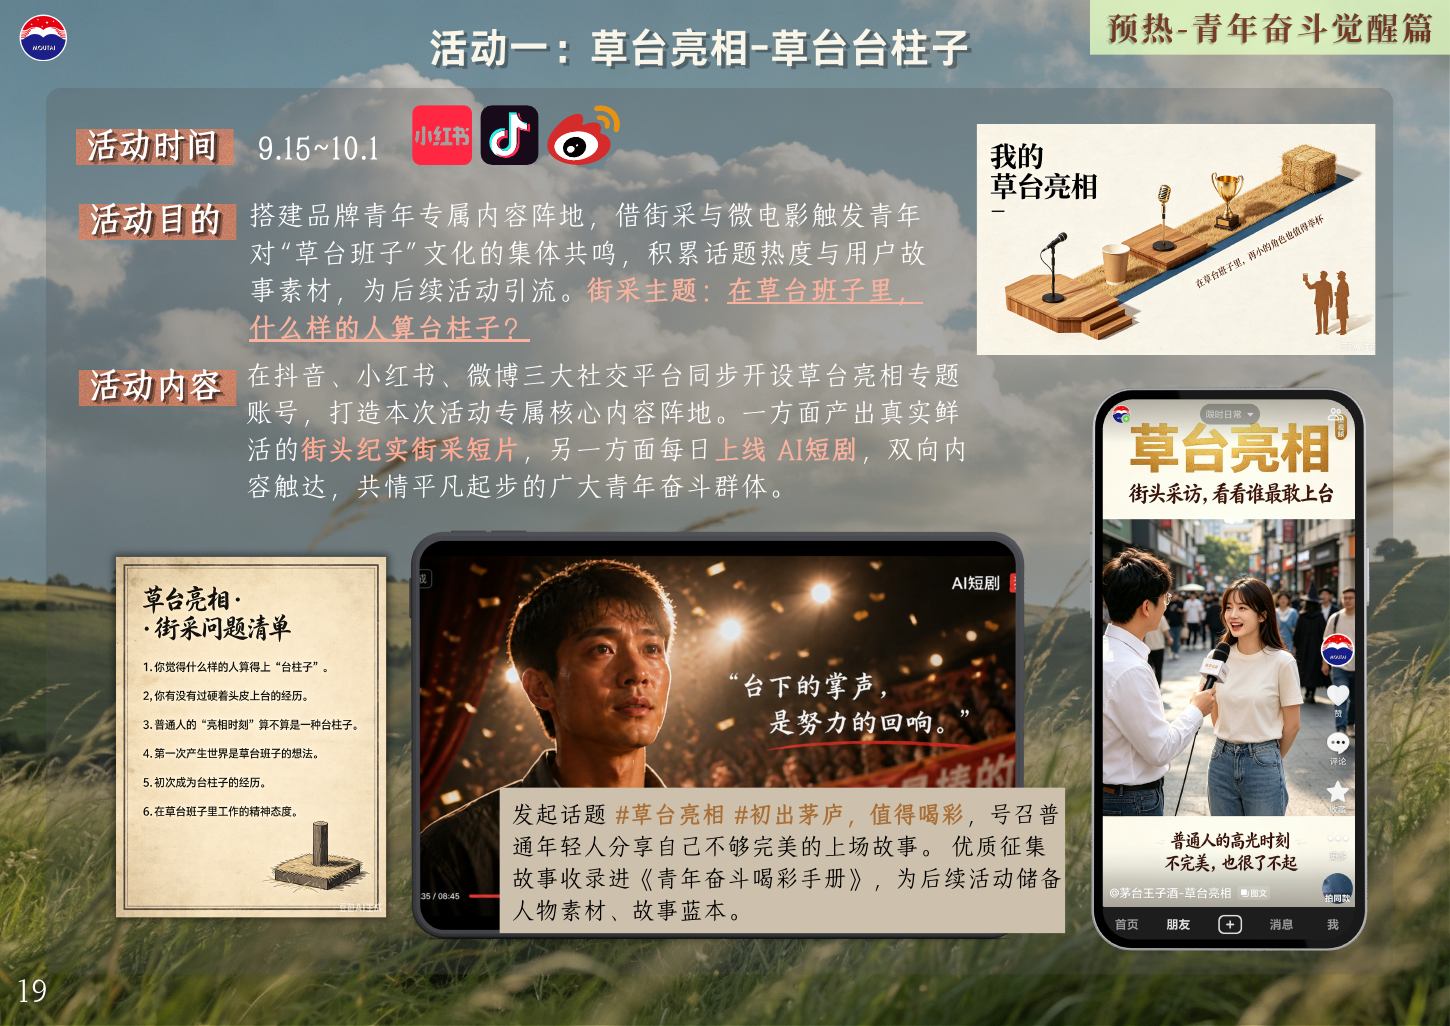 MOUTAI
活动一：草台亮相-草台台柱子
预热-青年奋斗觉醒篇
活动时间
9.15~10.1
小红书
活动目的
搭建品牌青年专属内容阵地，借街采与微电影触发青年
对“草台班子”文化的集体共鸣，积累话题热度与用户故
事素材，为后续活动引流。街采主题：在草台班子里，
什么样的人算台柱子？
活动内容
在抖音、小红书、微博三大社交平台同步开设草台亮相专题
账号，打造本次活动专属核心内容阵地。一方面产出真实鲜
活的街头纪实街采短片，另一方面每日上线 AI短剧，双向内
容触达，共情平凡起步的广大青年奋斗群体。
我的
草台亮相
在草台班子里，再小的角色也值得举杯
草台亮相·
·街采问题清单
1.你觉得什么样的人算得上“台柱子”。
2,你有没有过硬着头皮上台的经历。
3.普通人的“亮相时刻”算不算是一种台柱子。
4.第一次产生世界是草台班子的想法。
5.初次成为台柱子的经历。
6.在草台班子里工作的精神态度。
AI短剧
“台下的掌声，
是努力的回响。”
35 / 08:45
发起话题 #草台亮相 #初出茅庐，值得喝彩，号召普
通年轻人分享自己不够完美的上场故事。 优质征集
故事收录进《青年奋斗喝彩手册》，为后续活动储备
人物素材、故事蓝本。
限时日常
草台亮相
街头采访，看看谁最敢上台
MOUTAI
赞
评论
收藏
普通人的高光时刻
不完美，也很了不起
@茅台王子酒-草台亮相
图文
拍同款
首页
朋友
消息
我
19